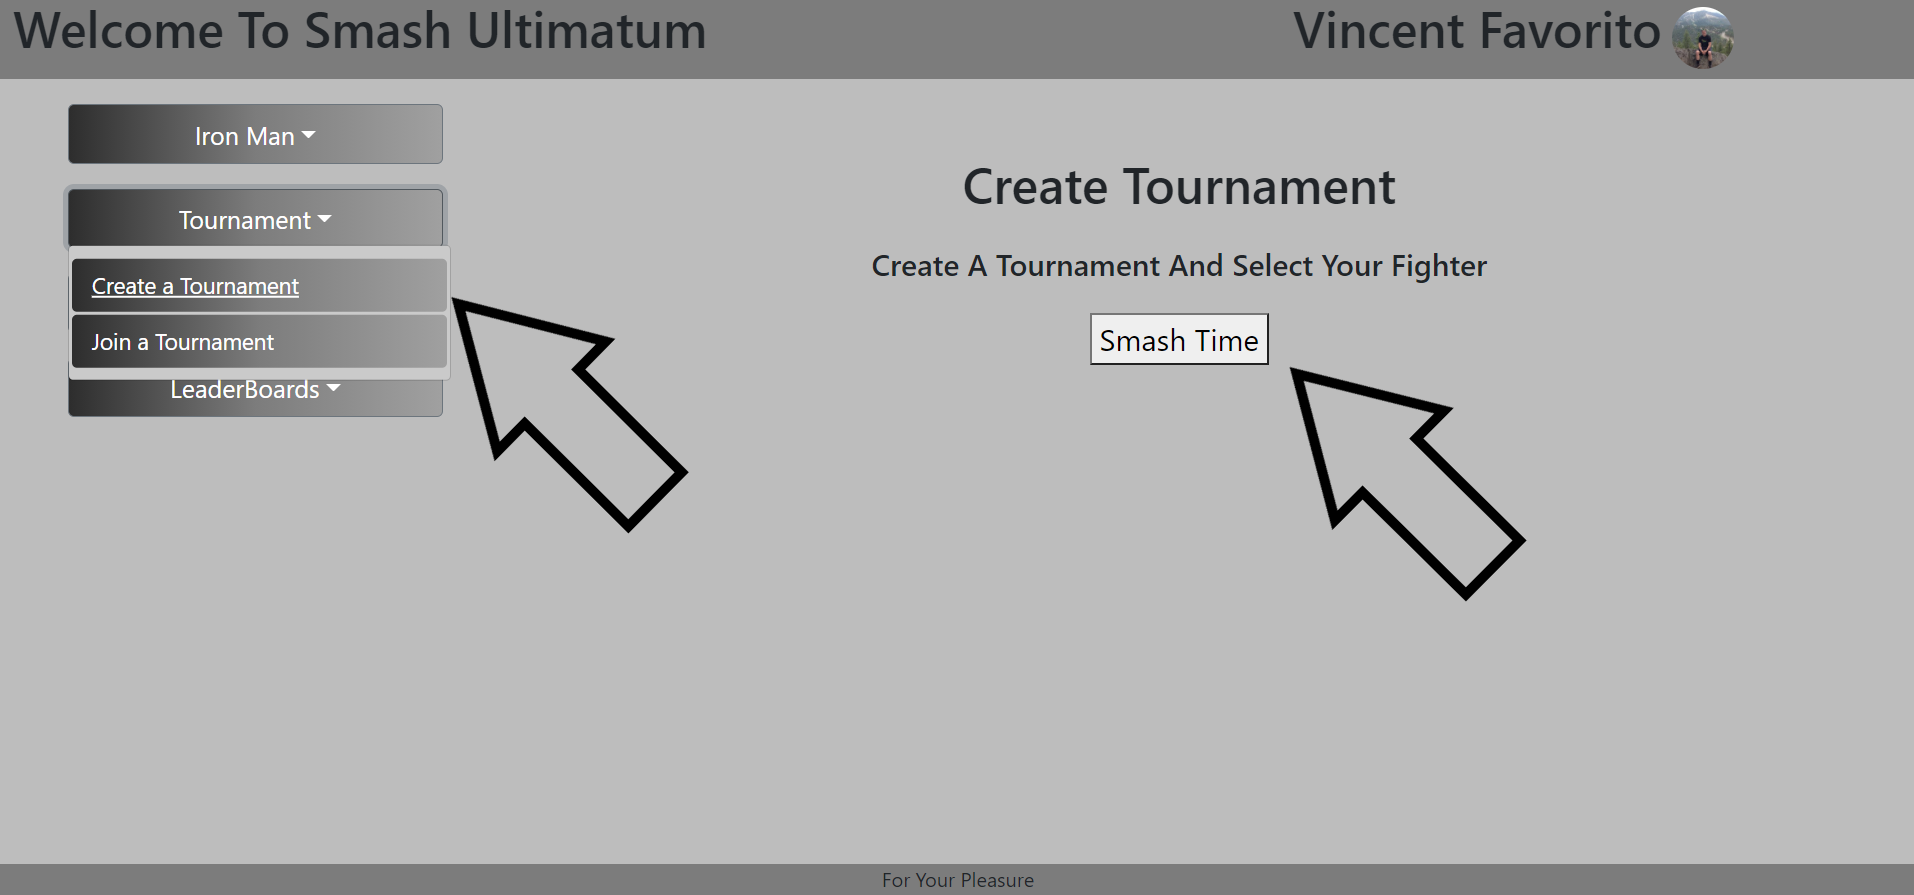 Welcome To Smash Ultimatum
Vincent Favorito
Iron Man
Tournament
Create a Tournament
Join a Tournament
LeaderBoards
Create Tournament
Create A Tournament And Select Your Fighter
Smash Time
For Your Pleasure